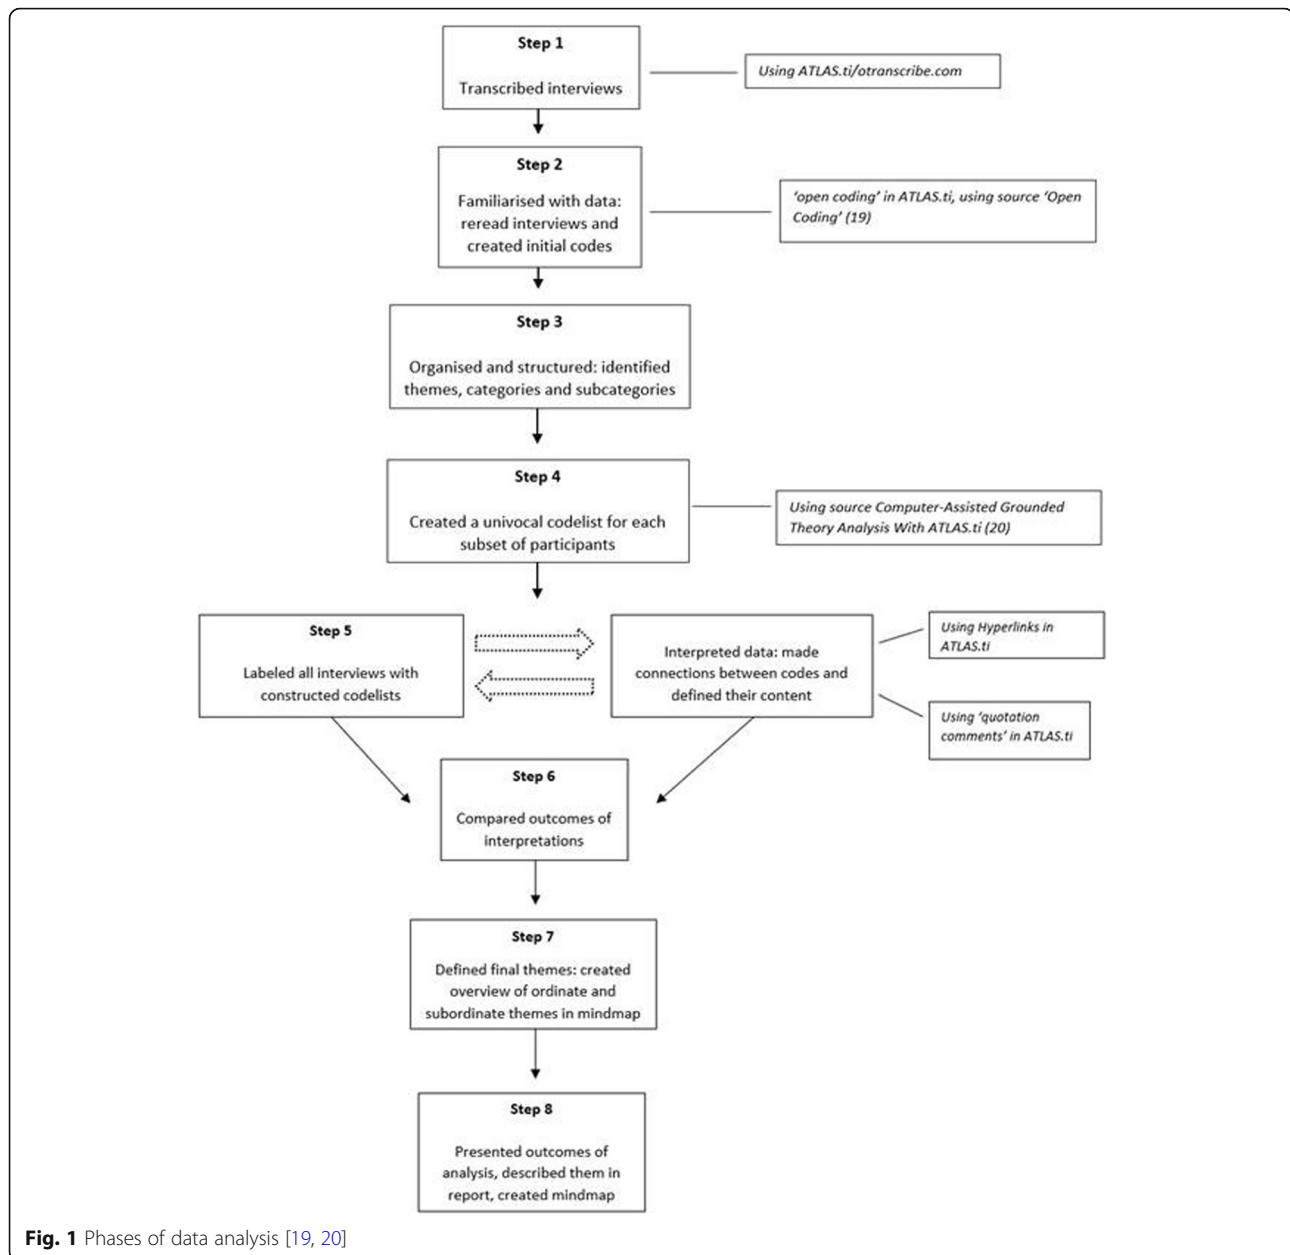 Step 1
Transcribed interviews
Using ATLAS.ti/otranscribe.com
Step 2
Familiarised with data:
reread interviews and
created initial codes
‘open coding’ in ATLAS.ti, using source ‘Open
Coding’ (19)
Step 3
Organised and structured: identified
themes, categories and subcategories
Step 4
Created a univocal codelist for each
subset of participants
Using source Computer-Assisted Grounded
Theory Analysis With ATLAS.ti (20)
Step 5
Labeled all interviews with
constructed codelists
Interpreted data: made
connections between codes and
defined their content
Using Hyperlinks in
ATLAS.ti
Using ‘quotation
comments’ in ATLAS.ti
Step 6
Compared outcomes of
interpretations
Step 7
Defined final themes: created
overview of ordinate and
subordinate themes in mindmap
Step 8
Presented outcomes of
analysis, described them in
report, created mindmap
Fig. 1 Phases of data analysis [19, 20]